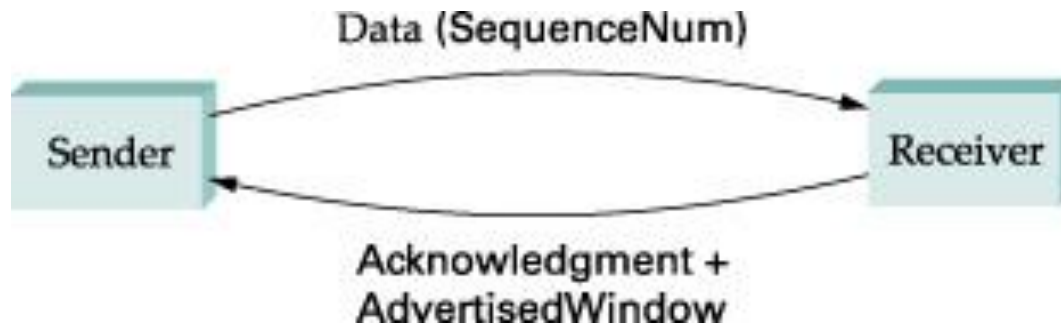 Data (SequenceNum)
Sender
Receiver
Acknowledgment +
AdvertisedWindow